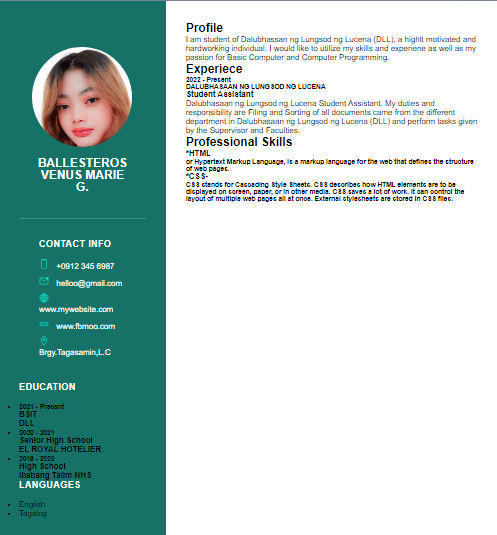 BALLESTEROS
VENUS MARIE
G.
CONTACT INFO
+0912 345 6987
helloo@gmail.com
www.mywebsite.com
www.fbmoo.com
Brgy.Tagasamin,L.C
EDUCATION
2021 - Present
BSIT
DLL
2020 - 2021
Senior High School
EL ROYAL HOTELIER
2016 - 2020
High School
Ibabang Talim NHS
LANGUAGES
English
Tagalog
Profile
I am student of Dalubhassan ng Lungsod ng Lucena (DLL), a highlt motivated and
hardworking individual. I would like to utilize my skills and experiene as well as my
passion for Basic Computer and Computer Programming.
Experiece
2022 - Present
DALUBHASAAN NG LUNGSOD NG LUCENA
Student Assistant
Dalubhasaan ng Lungsod ng Lucena Student Assistant. My duties and
responsibility are Filing and Sorting of all documents came from the different
department in Dalubhasaan ng Lungsod ng Lucena (DLL) and perform tasks given
by the Supervisor and Faculties.
Professional Skills
*HTML
or Hypertext Markup Language, is a markup language for the web that defines the structure
of web pages.
*CSS-
CSS stands for Cascading Style Sheets. CSS describes how HTML elements are to be
displayed on screen, paper, or in other media. CSS saves a lot of work. It can control the
layout of multiple web pages all at once. External stylesheets are stored in CSS files.